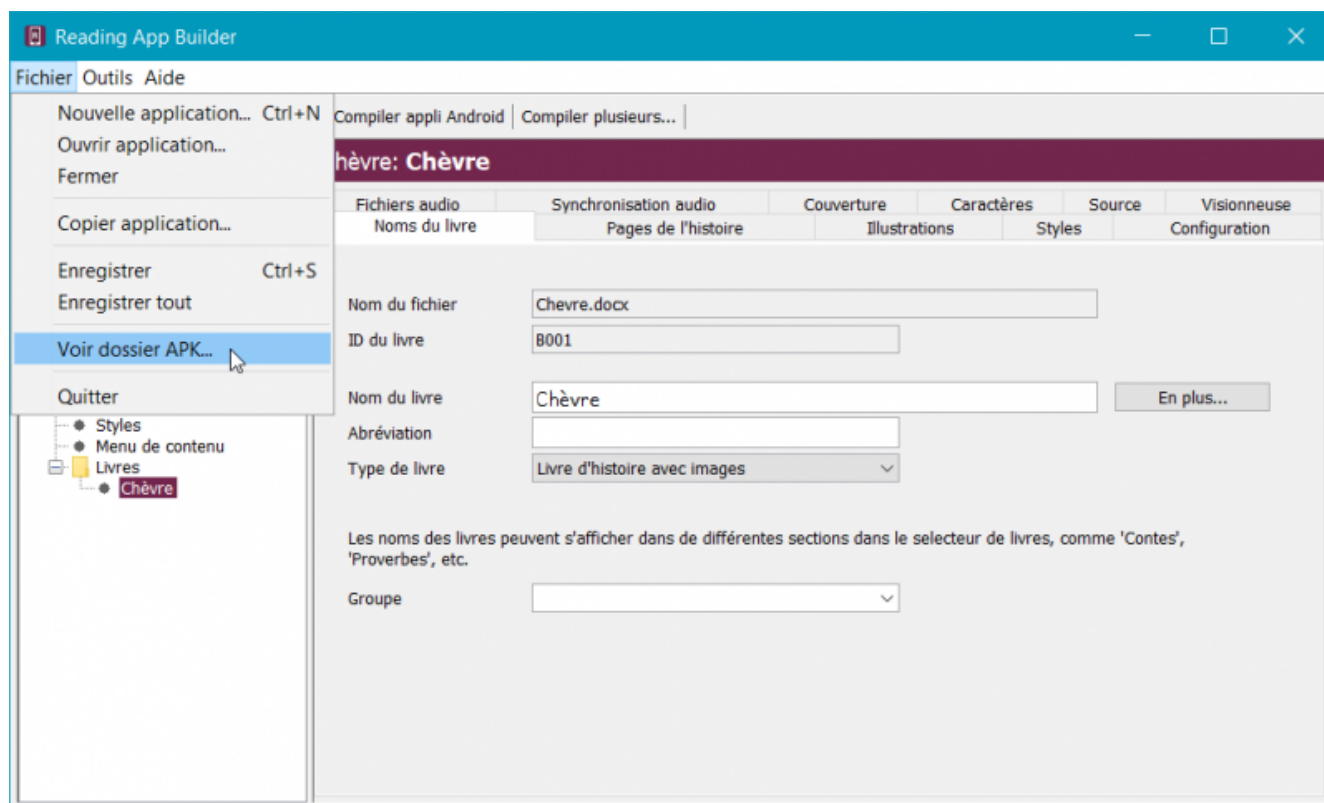 Reading App Builder
Fichier Outils Aide
Nouvelle application... Ctrl+N
Ouvrir application...
Fermer
Copier application...
Enregistrer Ctrl+S
Enregistrer tout
Voir dossier APK...
Quitter
Styles
Menu de contenu
Livres
Chèvre
Compiler appli Android Compiler plusieurs...
hèvre: Chèvre
Fichiers audio Synchronisation audio Couverture Caractères Source Visionneuse
Noms du livre Pages de l'histoire Illustrations Styles Configuration
Nom du fichier Chevre.docx
ID du livre B001
Nom du livre Chèvre En plus...
Abréviation
Type de livre Livre d'histoire avec images
Les noms des livres peuvent s'afficher dans de différentes sections dans le selecteur de livres, comme 'Contes',
'Proverbes', etc.
Groupe